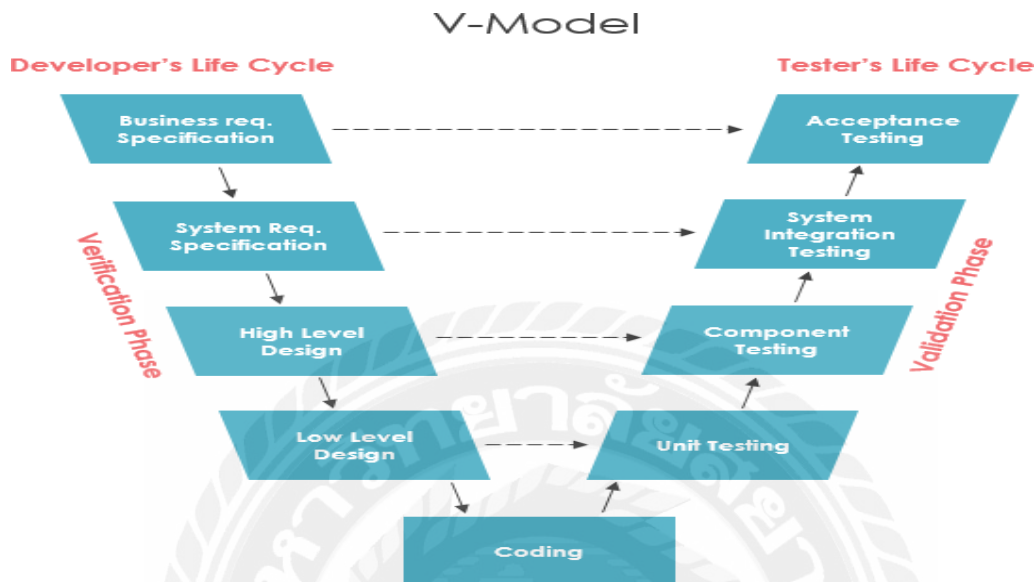 V-Model
Developer's Life Cycle
Tester's Life Cycle
Business req.
Specification
Acceptance
Testing
System Req.
Specification
System
Integration
Testing
Verification Phase
Validation Phase
High Level
Design
Component
Testing
Low Level
Design
Unit Testing
Coding